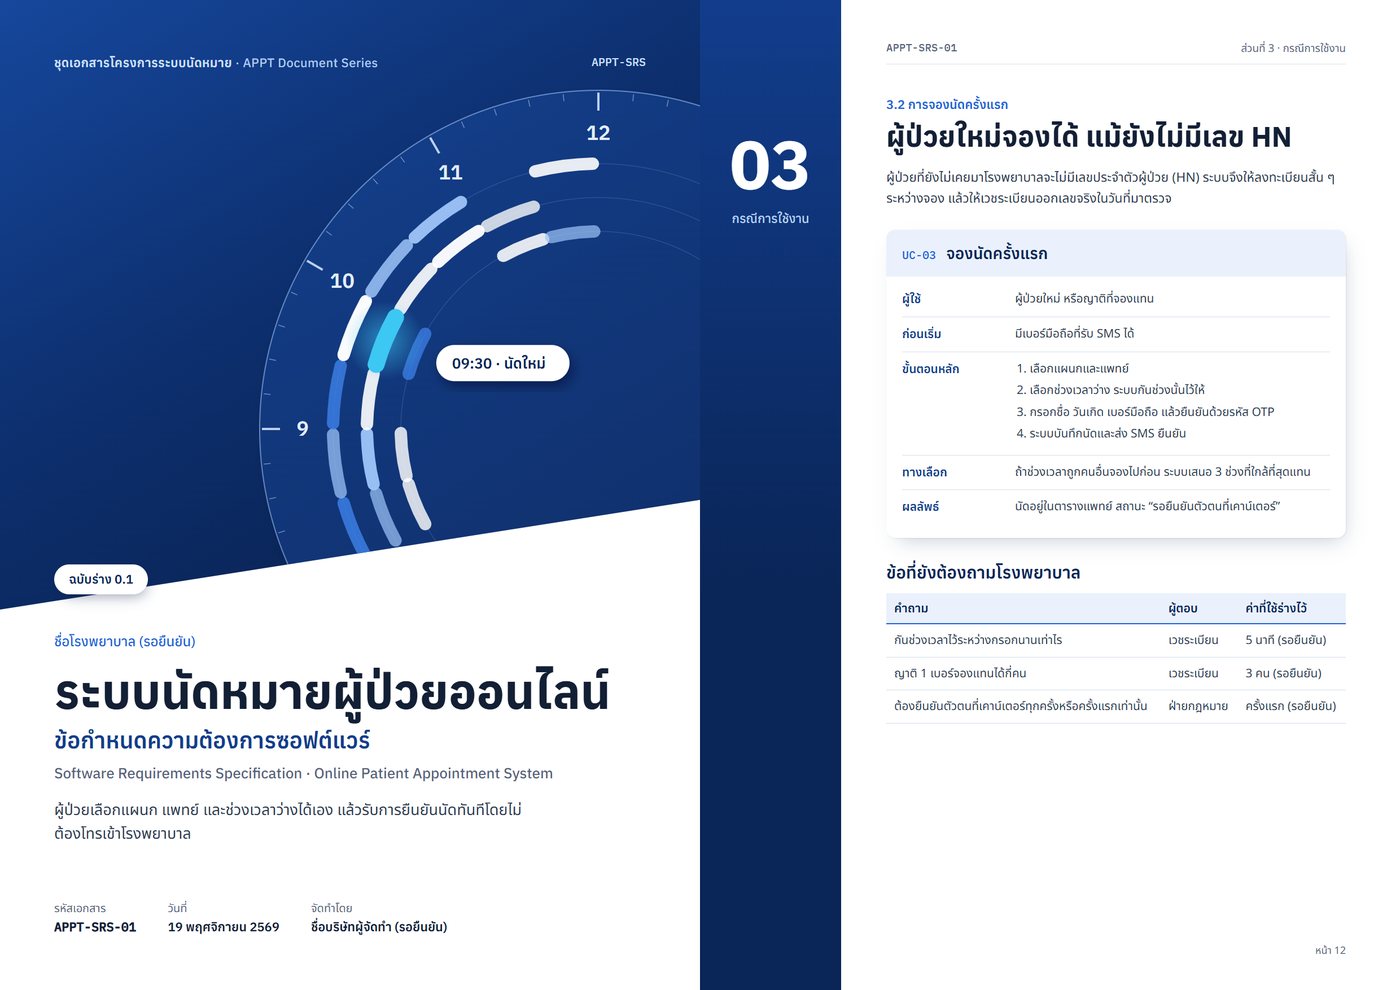 ชุดเอกสารโครงการระบบนัดหมาย · APPT Document Series
APPT-SRS
12
11
10
9
09:30 · นัดใหม่
ฉบับร่าง 0.1
ชื่อโรงพยาบาล (รอยืนยัน)
ระบบนัดหมายผู้ป่วยออนไลน์
ข้อกำหนดความต้องการซอฟต์แวร์
Software Requirements Specification · Online Patient Appointment System
ผู้ป่วยเลือกแผนก แพทย์ และช่วงเวลาว่างได้เอง แล้วรับการยืนยันนัดทันทีโดยไม่
ต้องโทรเข้าโรงพยาบาล
รหัสเอกสาร วันที่ จัดทำโดย
APPT-SRS-01 19 พฤศจิกายน 2569 ชื่อบริษัทผู้จัดทำ (รอยืนยัน)
03
กรณีการใช้งาน
APPT-SRS-01 ส่วนที่ 3 · กรณีการใช้งาน
3.2 การจองนัดครั้งแรก
ผู้ป่วยใหม่จองได้ แม้ยังไม่มีเลข HN
ผู้ป่วยที่ยังไม่เคยมาโรงพยาบาลจะไม่มีเลขประจำตัวผู้ป่วย (HN) ระบบจึงให้ลงทะเบียนสั้น ๆ
ระหว่างจอง แล้วให้เวชระเบียนออกเลขจริงในวันที่มาตรวจ
UC-03 จองนัดครั้งแรก
ผู้ใช้ ผู้ป่วยใหม่ หรือญาติที่จองแทน
ก่อนเริ่ม มีเบอร์มือถือที่รับ SMS ได้
ขั้นตอนหลัก 1. เลือกแผนกและแพทย์
2. เลือกช่วงเวลาว่าง ระบบกันช่วงนั้นไว้ให้
3. กรอกชื่อ วันเกิด เบอร์มือถือ แล้วยืนยันด้วยรหัส OTP
4. ระบบบันทึกนัดและส่ง SMS ยืนยัน
ทางเลือก ถ้าช่วงเวลาถูกคนอื่นจองไปก่อน ระบบเสนอ 3 ช่วงที่ใกล้ที่สุดแทน
ผลลัพธ์ นัดอยู่ในตารางแพทย์ สถานะ “รอยืนยันตัวตนที่เคาน์เตอร์”
ข้อที่ยังต้องถามโรงพยาบาล
คำถาม ผู้ตอบ ค่าที่ใช้ร่างไว้
กันช่วงเวลาไว้ระหว่างกรอกนานเท่าไร เวชระเบียน 5 นาที (รอยืนยัน)
ญาติ 1 เบอร์จองแทนได้กี่คน เวชระเบียน 3 คน (รอยืนยัน)
ต้องยืนยันตัวตนที่เคาน์เตอร์ทุกครั้งหรือครั้งแรกเท่านั้น ฝ่ายกฎหมาย ครั้งแรก (รอยืนยัน)
หน้า 12